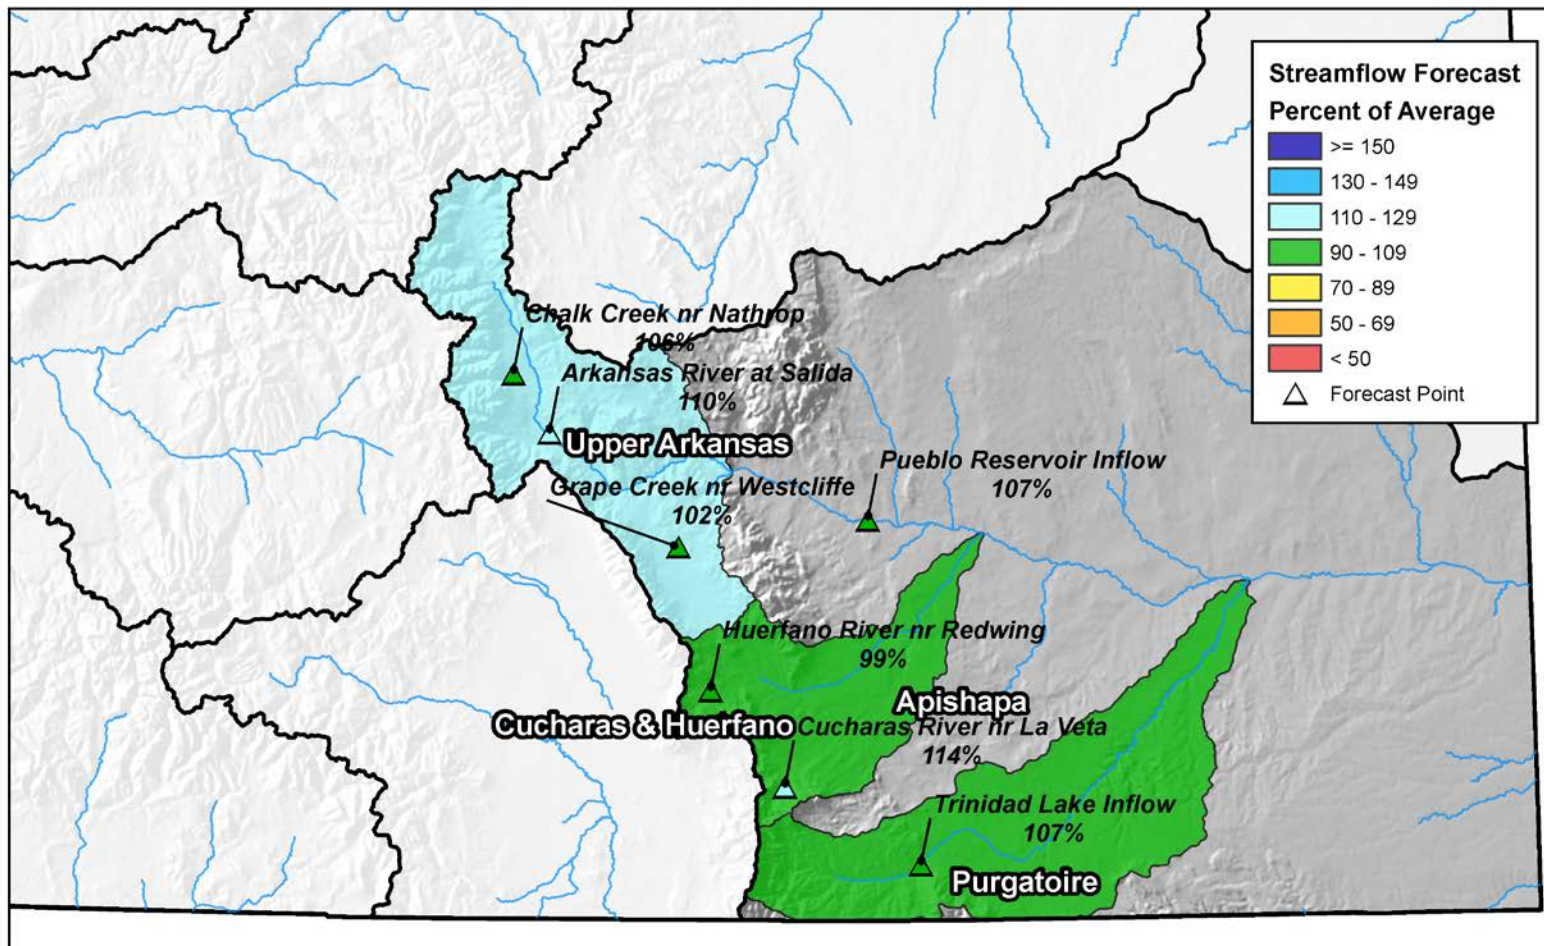 Streamflow Forecast
Percent of Average
>= 150
130 - 149
110 - 129
90 - 109
70 - 89
50 - 69
< 50
Forecast Point
Chalk Creek nr Nathrop
106%
Arkansas River at Salida
110%
Upper Arkansas
Pueblo Reservoir Inflow
107%
Grape Creek nr Westcliffe
102%
Huerfano River nr Redwing
99%
Apishapa
Cucharas & Huerfano
Cucharas River nr La Veta
114%
Trinidad Lake Inflow
107%
Purgatoire